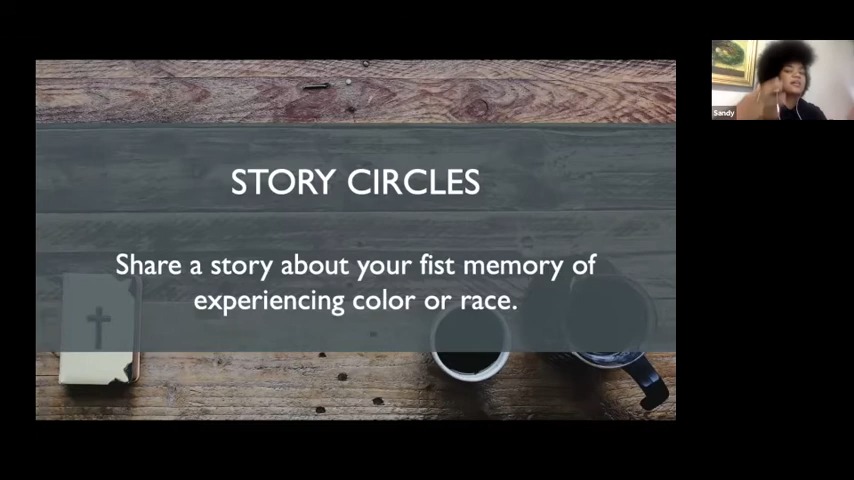 STORY CIRCLES
Share a story about your fist memory of
experiencing color or race.
Sandy